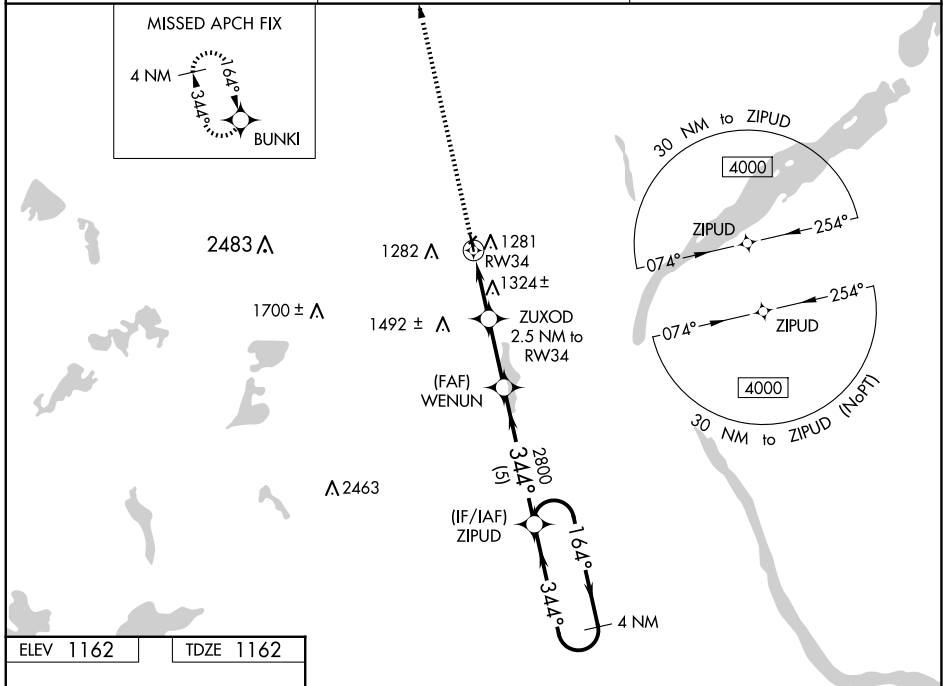 MISSED APCH FIX
4 NM
164°
344°
BUNKI
30 NM to ZIPUD
4000
ZIPUD
254°
074°
2483
1282
1281
RW34
1324±
1700 ±
1492 ±
ZUXOD
2.5 NM to
RW34
254°
074°
ZIPUD
4000
30 NM to ZIPUD (NoPT)
(FAF)
WENUN
2800
344°
(5)
2463
(IF/IAF)
ZIPUD
164°
344°
4 NM
ELEV 1162
TDZE 1162